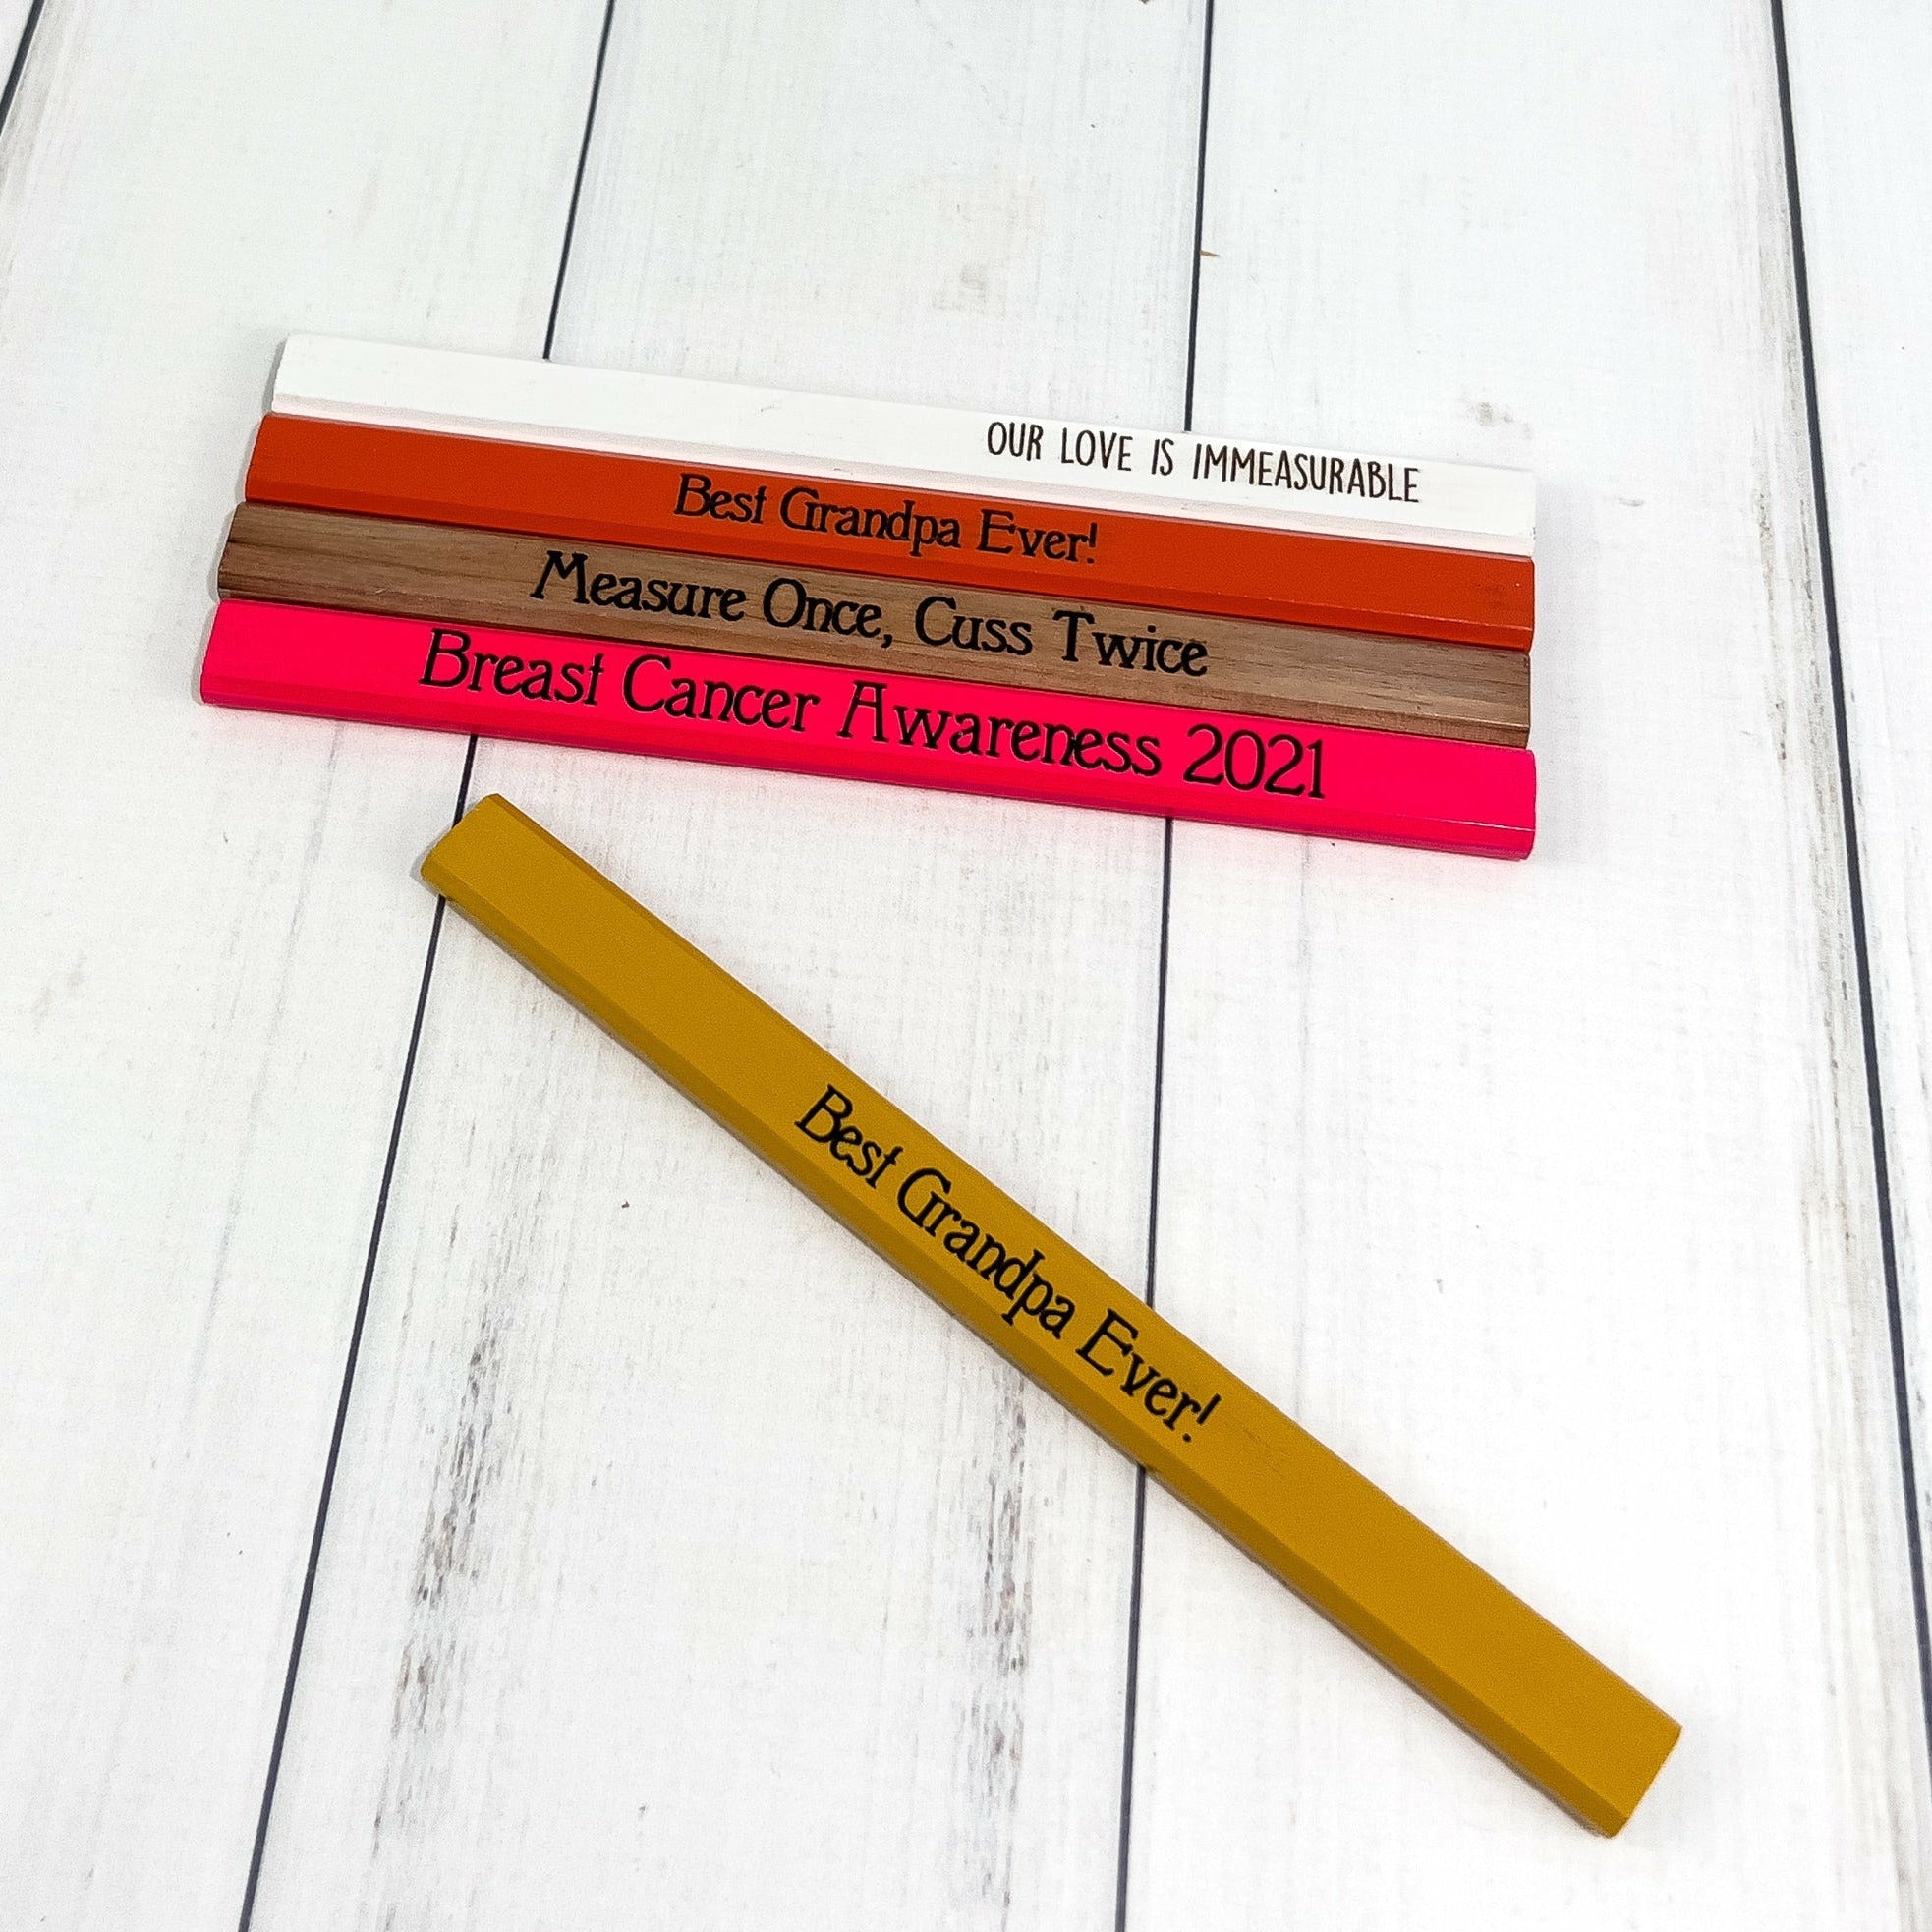 OUR LOVE IS IMMEASURABLE
Best Grandpa Ever!
Measure Once, Cuss Twice
Breast Cancer Awareness 2021
Best Grandpa Ever!